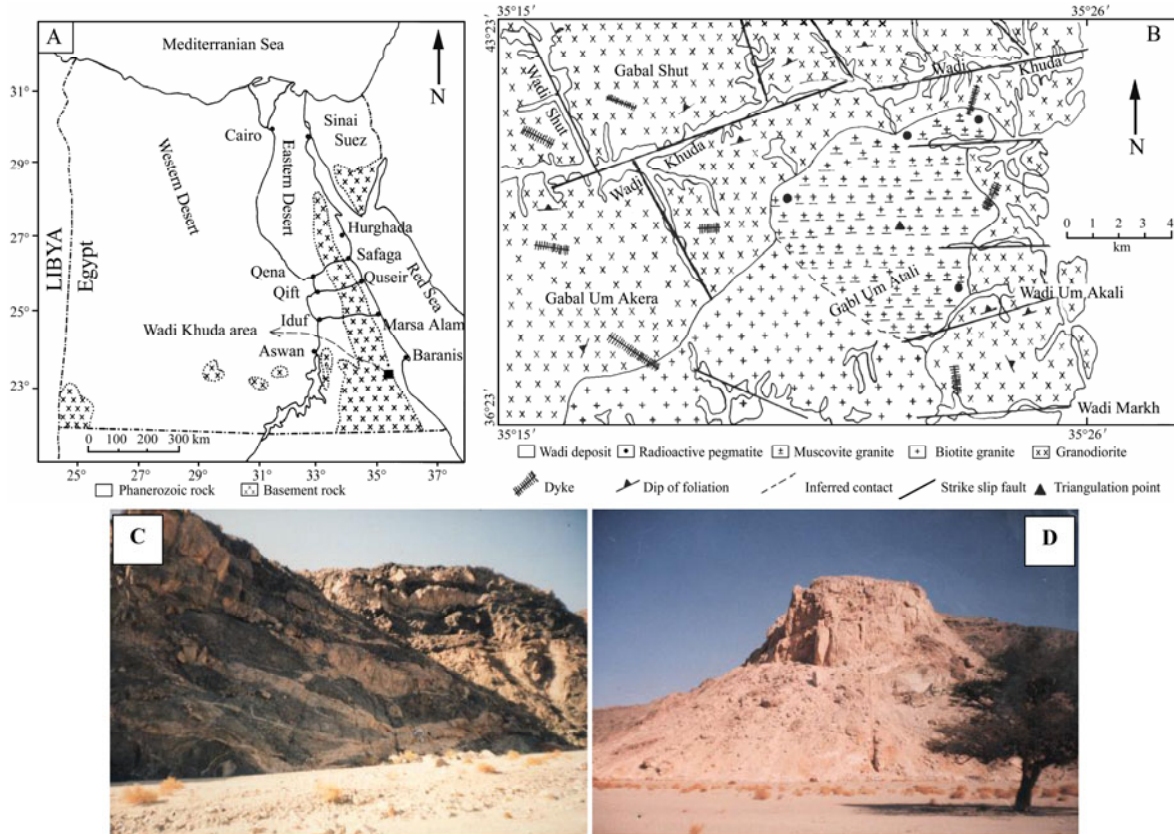 A
Mediterranian Sea
N
31°
29°
27°
25°
23°
Cairo
Sinai
Suez
Western Desert
Eastern Desert
LIBYA
Egypt
Hurghada
Safaga
Qena
Quseir
Qift
Red Sea
Iduf
Marsa Alam
Wadi Khuda area
Aswan
Baranis
0 100 200 300 km
25° 27° 29° 31° 33° 35° 37°
Phanerozoic rock
Basement rock
35°15′
35°26′
43°23′
B
Wadi Khuda
Gabal Shut
Wadi Shut
N
Wadi Khuda
0 2 4
km
Gabal Um Akera
Gabl Um Atali
Wadi Um Akali
Wadi Markh
36°23′
35°15′
35°26′
Wadi deposit
Radioactive pegmatite
Muscovite granite
Biotite granite
Granodiorite
Dyke
Dip of foliation
Inferred contact
Strike slip fault
Triangulation point
C
D